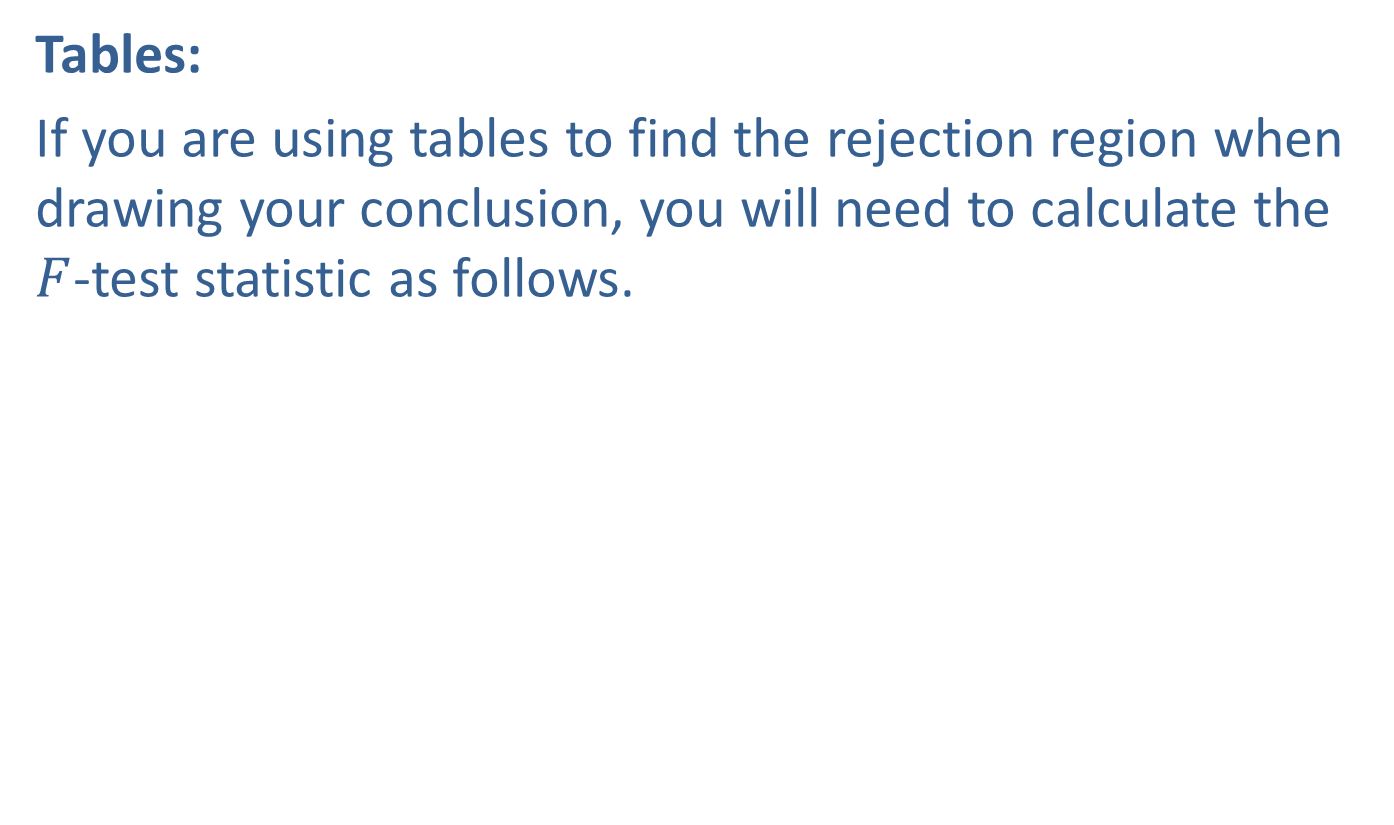 Tables:
If you are using tables to find the rejection region when
drawing your conclusion, you will need to calculate the
F-test statistic as follows.